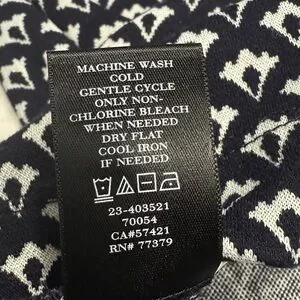 MACHINE WASH
COLD
GENTLE CYCLE
ONLY NON-
CHLORINE BLEACH
WHEN NEEDED
DRY FLAT
COOL IRON
IF NEEDED
23-403521
70054
CA#57421
RN# 77379